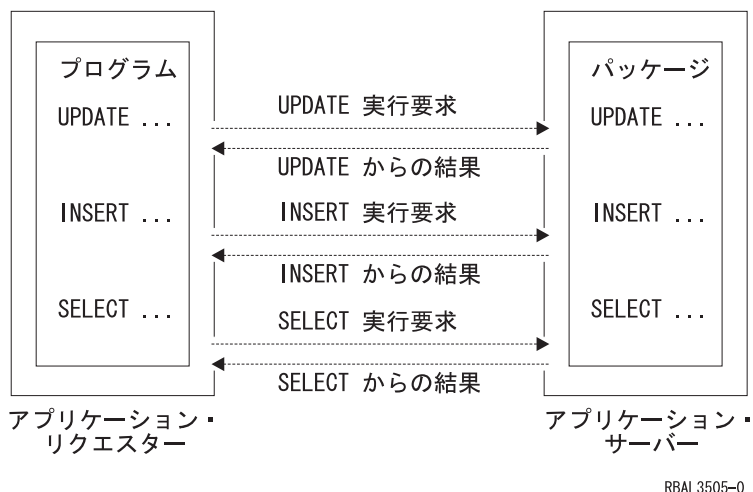 プログラム
パッケージ
UPDATE ...
UPDATE 実行要求
UPDATE ...
UPDATE からの結果
INSERT ...
INSERT 実行要求
INSERT ...
INSERT からの結果
SELECT ...
SELECT 実行要求
SELECT ...
SELECT からの結果
アプリケーション・
リクエスター
アプリケーション・
サーバー
RBAL3505-0